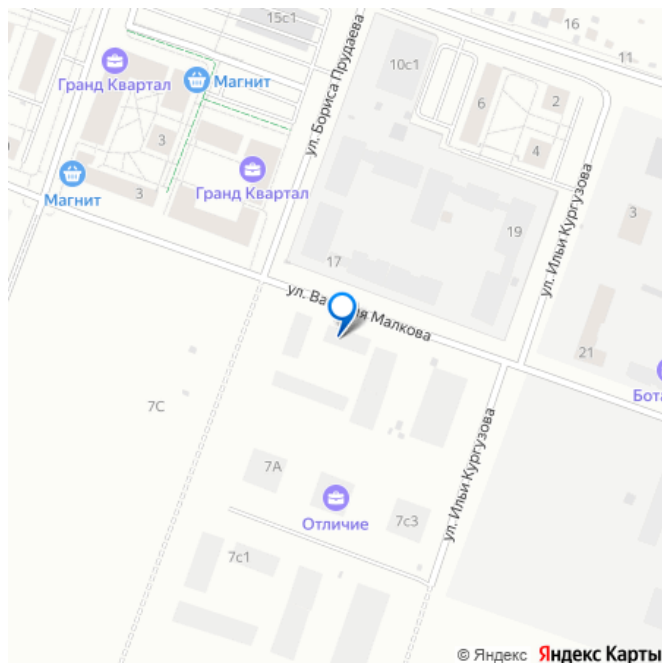 15с1
16
10с1
11
Гранд Квартал
Магнит
ул. Бориса Прудаева
6
2
3
4
Гранд Квартал
Магнит
3
ул. Ильи Кургузова
3
19
17
ул. Ва я Малкова
21
Бота
7С
ул. Ильи Кургузова
7А
Отличие
7с3
7с1
© Яндекс Яндекс Карты